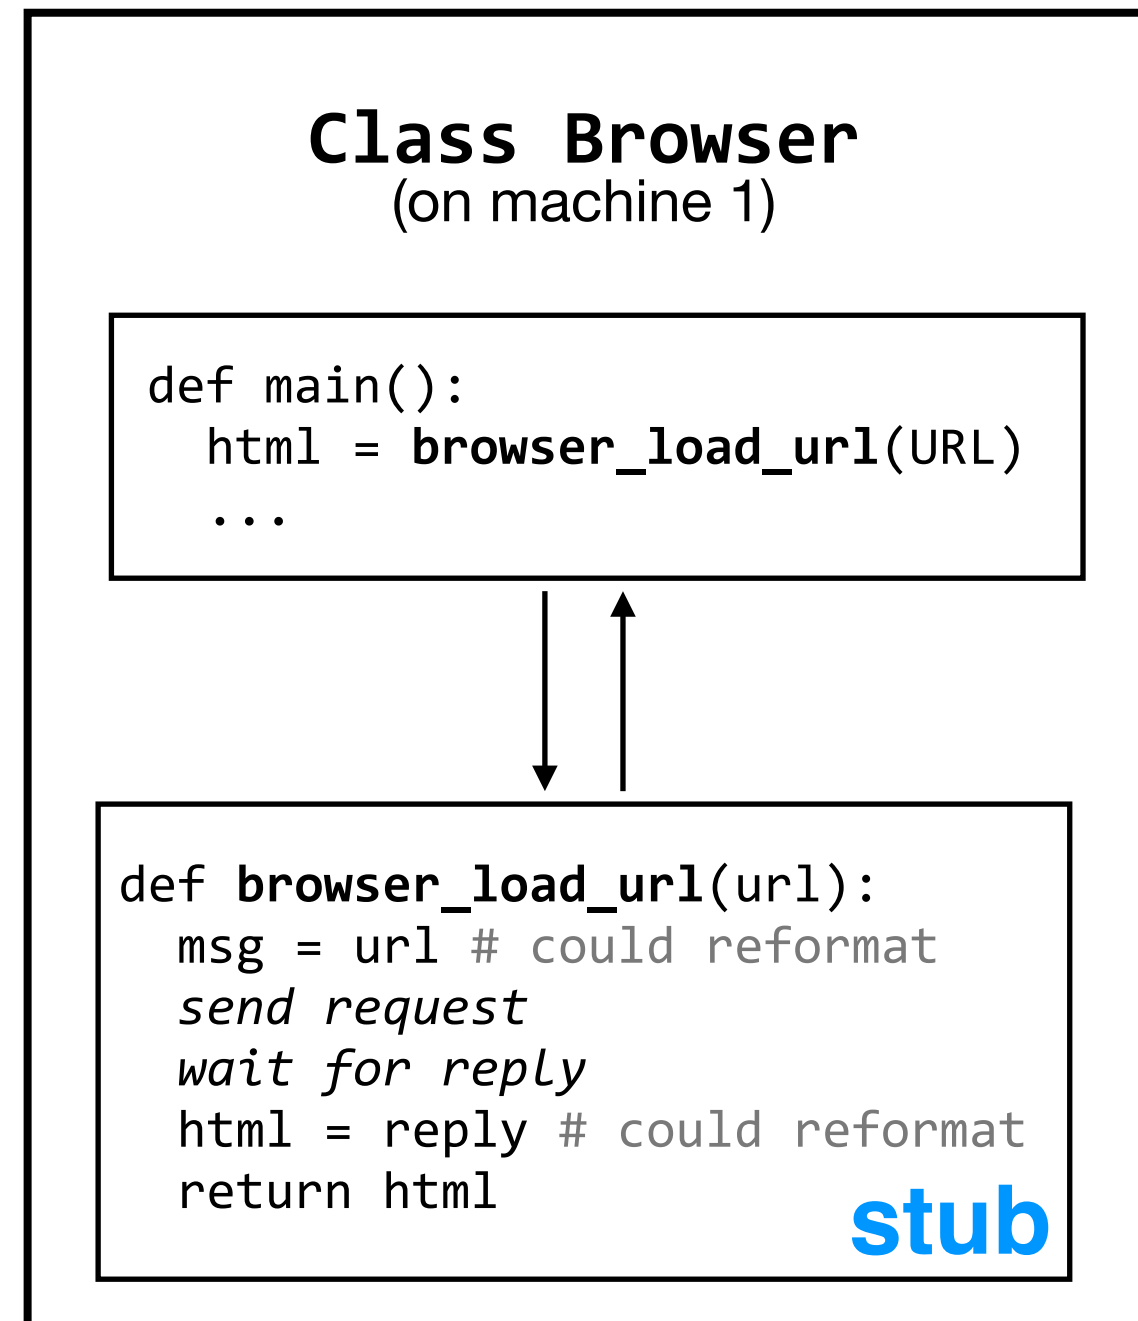 Class Browser
(on machine 1)
def main():
  html = browser_load_url(URL)
  ...
def browser_load_url(url):
  msg = url # could reformat
  send request
  wait for reply
  html = reply # could reformat
  return html
stub